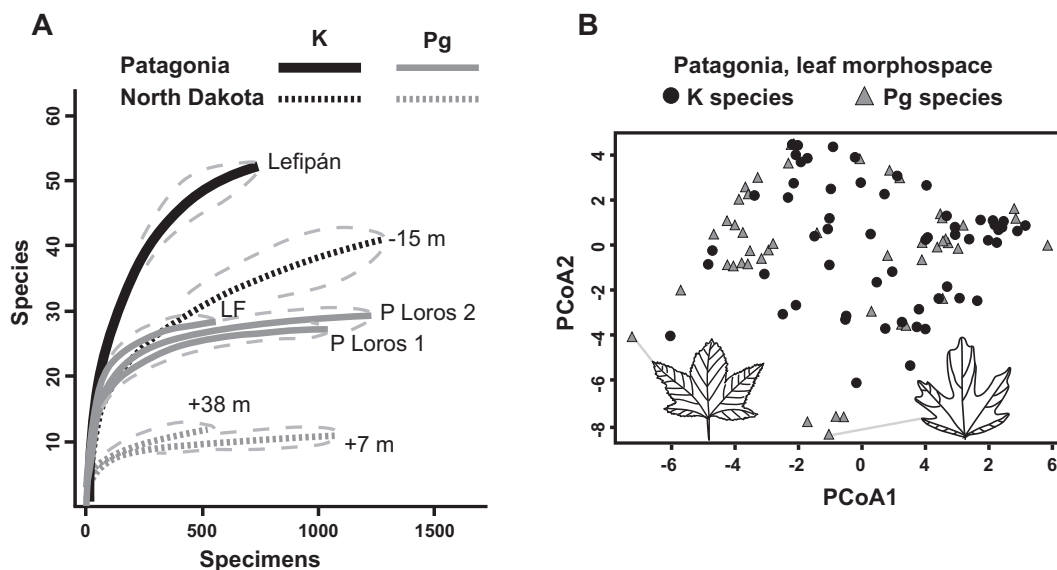 A
K Pg
Patagonia
North Dakota
60
50
40
30
20
10
Species
Lefipán
-15 m
LF
P Loros 2
P Loros 1
+38 m
+7 m
0 500 1000 1500
Specimens
B
Patagonia, leaf morphospace
K species Pg species
4
2
0
-2
-4
-6
-8
PCoA2
-6 -4 -2 0 4 2 6
PCoA1